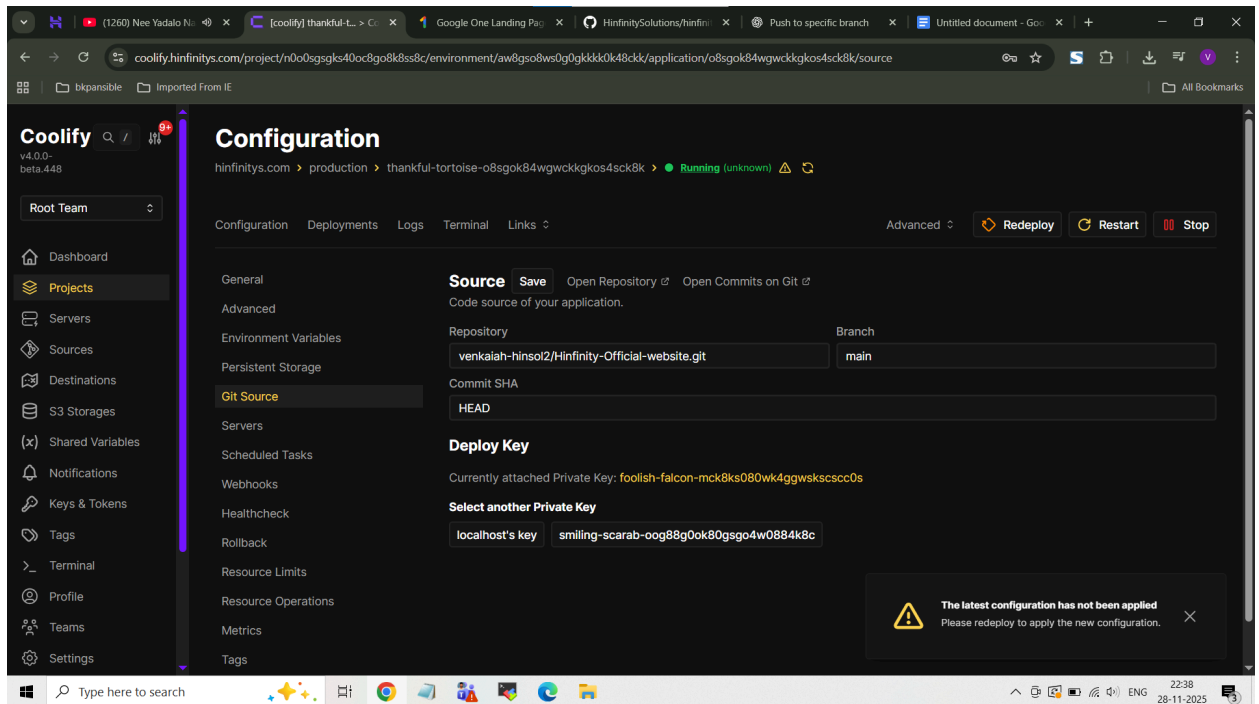 (1260) Nee Yadalo Na
[coolify] thankful-t... > Co
Google One Landing Pag
HinfinitySolutions/hinfinit
Push to specific branch
Untitled document - Goo
coolify.hinfinitys.com/project/n0o0sgsgks40oc8go8k8ss8c/environment/aw8gso8ws0g0gkkkk0k48ckk/application/o8sgok84wgwckkgkos4sck8k/source
V
bkpansible
Imported From IE
All Bookmarks
Coolify
/
9+
v4.0.0-
beta.448
Root Team
Dashboard
Projects
Servers
Sources
Destinations
S3 Storages
(x) Shared Variables
Notifications
Keys & Tokens
Tags
>_ Terminal
Profile
Teams
Settings
Configuration
hinfinitys.com > production > thankful-tortoise-o8sgok84wgwckkgkos4sck8k > Running (unknown)
Configuration Deployments Logs Terminal Links
Advanced Redeploy Restart Stop
General
Advanced
Environment Variables
Persistent Storage
Git Source
Servers
Scheduled Tasks
Webhooks
Healthcheck
Rollback
Resource Limits
Resource Operations
Metrics
Tags
Source Save Open Repository Open Commits on Git
Code source of your application.
Repository
venkaiah-hinsol2/Hinfinity-Official-website.git
Branch
main
Commit SHA
HEAD
Deploy Key
Currently attached Private Key: foolish-falcon-mck8ks080wk4ggwskscscc0s
Select another Private Key
localhost's key smiling-scarab-oog88g0ok80gsgo4w0884k8c
The latest configuration has not been applied
Please redeploy to apply the new configuration.
Type here to search
ENG
22:38
28-11-2025
3